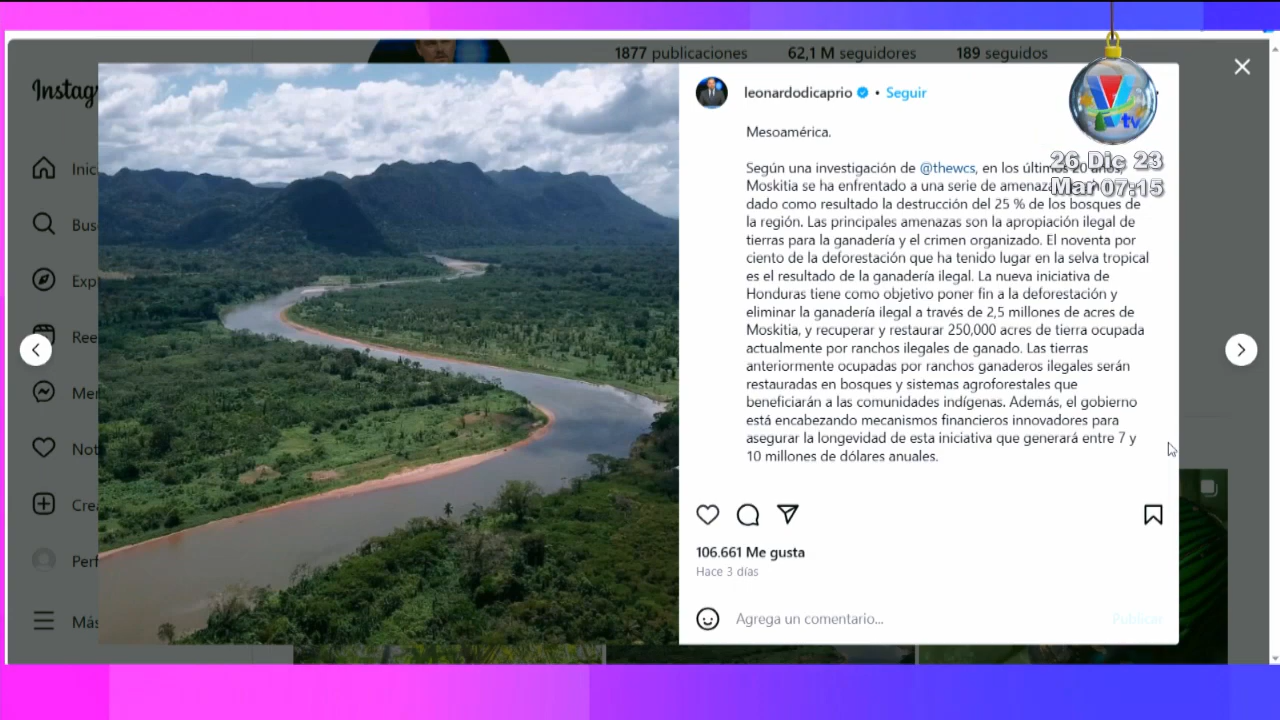 1877 publicaciones 62,1 M seguidores 189 seguidos
Instag
Inic
Bus
Exp
Ree
Me
Not
Cre
Perf
Más
leonardodicaprio • Seguir
V tv
26 Dic 23
Mar 07:15
Mesoamérica.
Según una investigación de @thewcs, en los últimos 20 años,
Moskitia se ha enfrentado a una serie de amenaza
dado como resultado la destrucción del 25 % de los bosques de
la región. Las principales amenazas son la apropiación ilegal de
tierras para la ganadería y el crimen organizado. El noventa por
ciento de la deforestación que ha tenido lugar en la selva tropical
es el resultado de la ganadería ilegal. La nueva iniciativa de
Honduras tiene como objetivo poner fin a la deforestación y
eliminar la ganadería ilegal a través de 2,5 millones de acres de
Moskitia, y recuperar y restaurar 250,000 acres de tierra ocupada
actualmente por ranchos ilegales de ganado. Las tierras
anteriormente ocupadas por ranchos ganaderos ilegales serán
restauradas en bosques y sistemas agroforestales que
beneficiarán a las comunidades indígenas. Además, el gobierno
está encabezando mecanismos financieros innovadores para
asegurar la longevidad de esta iniciativa que generará entre 7 y
10 millones de dólares anuales.
106.661 Me gusta
Hace 3 días
Agrega un comentario...
Publicar